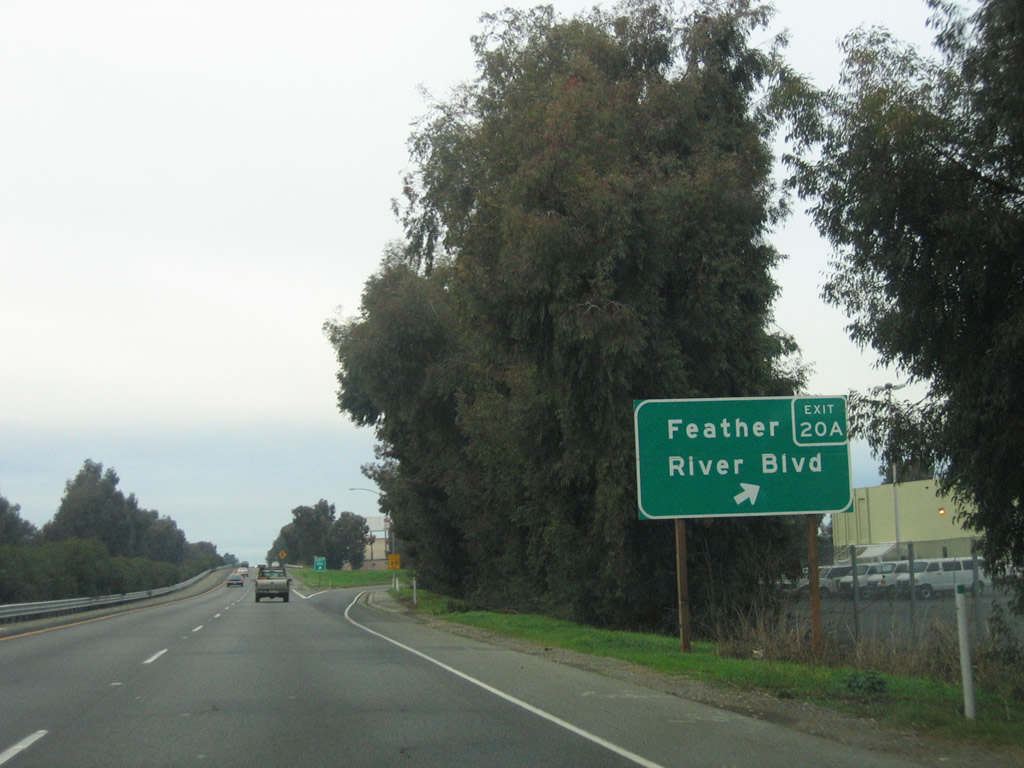 Feather
River Blvd
EXIT
20A